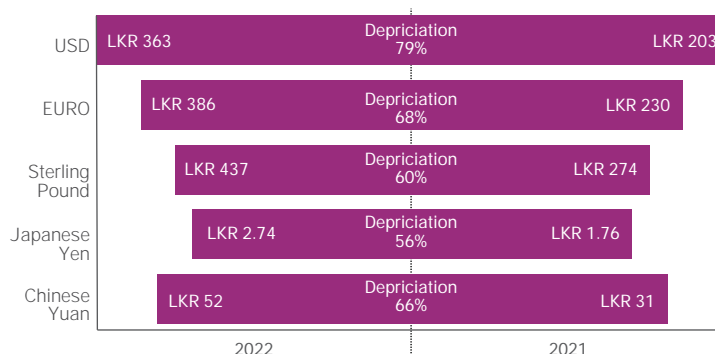 USD
LKR 363
Depriciation
79%
LKR 203
EURO
LKR 386
Depriciation
68%
LKR 230
Sterling
Pound
LKR 437
Depriciation
60%
LKR 274
Japanese
Yen
LKR 2.74
Depriciation
56%
LKR 1.76
Chinese
Yuan
LKR 52
Depriciation
66%
LKR 31
2022
2021